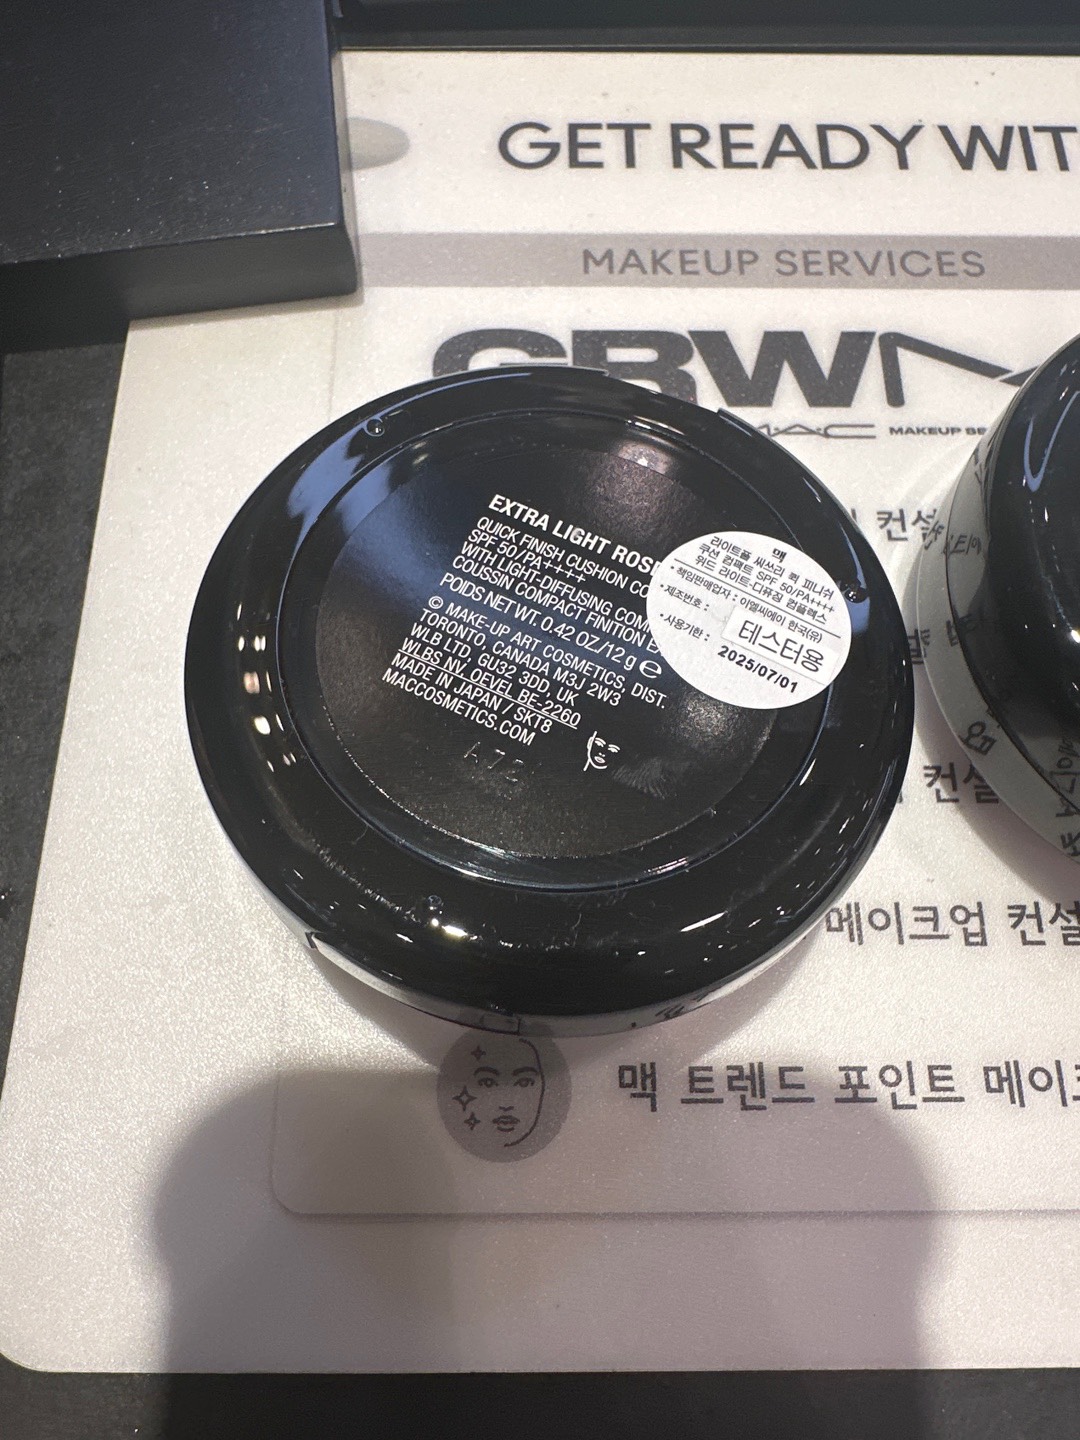 GET READY WIT
MAKEUP SERVICES
GRWM
M·A·C MAKEUP SE
EXTRA LIGHT ROS
QUICK FINISH CUSHION CO
SPF 50/PA++++
WITH LIGHT-DIFFUSING COM
COUSSIN COMPACT FINITION E
POIDS NET WT. 0.42 OZ./12 g e
© MAKE-UP ART COSMETICS, DIST.
TORONTO, CANADA M3J 2W3
WLB LTD, GU32 3DD, UK
WLBS NV, OEVEL BE-2260
MADE IN JAPAN / SKT8
MACCOSMETICS.COM
맥
라이트풀 씨쓰리 퀵 피니쉬
쿠션 컴팩트 SPF 50/PA++++
위드 라이트-디퓨징 컴플렉스
• 책임판매업자 : 이엘씨에이 한국(유)
• 제조번호 :
테스터용
• 사용기한 :
2025/07/01
컨설
컨설
메이크업 컨설
맥 트렌드 포인트 메이크